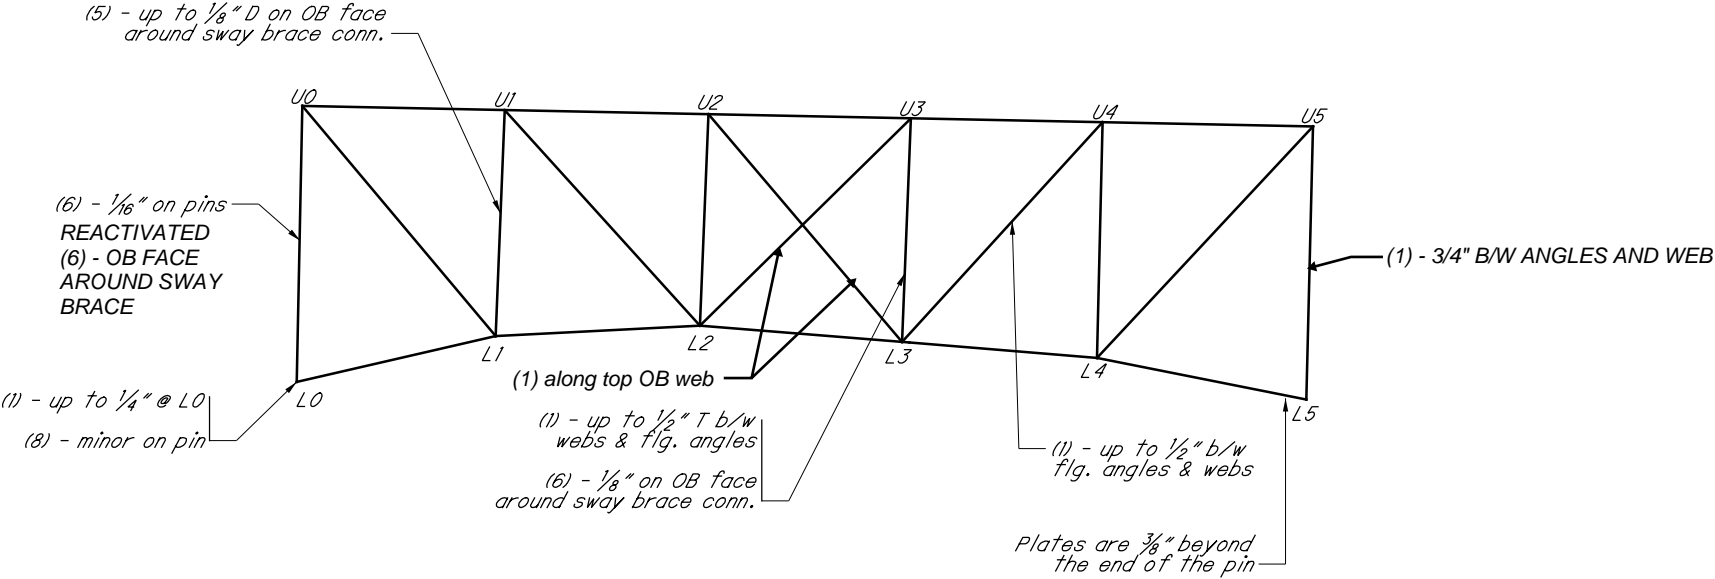 (5) - up to 1/8" D on OB face
around sway brace conn.
U0
U1
U2
U3
U4
U5
(6) - 1/16" on pins
REACTIVATED
(6) - OB FACE
AROUND SWAY
BRACE
(1) - 3/4" B/W ANGLES AND WEB
L1
L2
L3
L4
L0
L5
(1) along top OB web
(1) - up to 1/4" @ L0
(8) - minor on pin
(1) - up to 1/2" T b/w
webs & flg. angles
(6) - 1/8" on OB face
around sway brace conn.
(1) - up to 1/2" b/w
flg. angles & webs
Plates are 3/8" beyond
the end of the pin